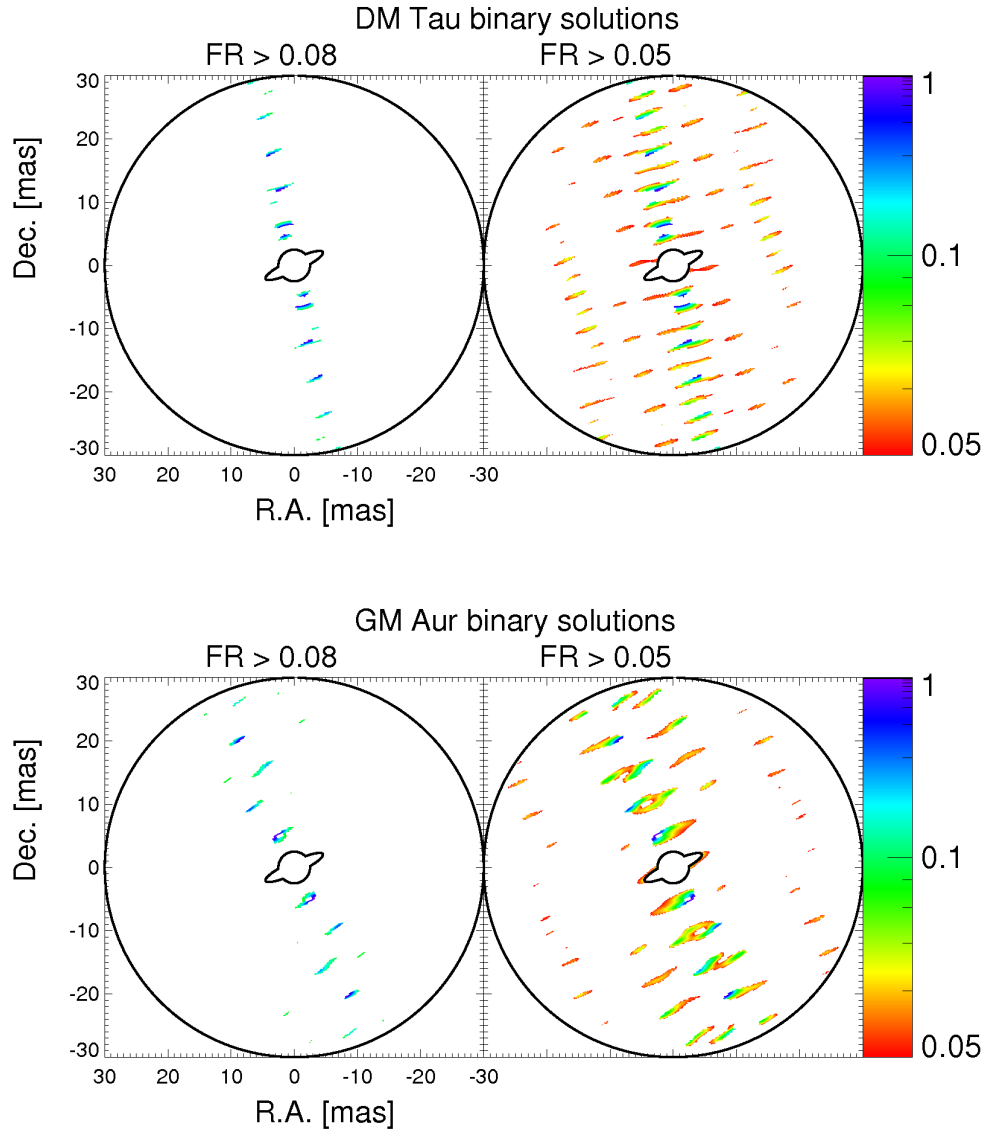 DM Tau binary solutions
FR > 0.08 FR > 0.05
30
20
10
0
-10
-20
-30
Dec. [mas]
30 20 10 0 -10 -20 -30
R.A. [mas]
1
0.1
0.05
GM Aur binary solutions
FR > 0.08 FR > 0.05
30
20
10
0
-10
-20
-30
Dec. [mas]
30 20 10 0 -10 -20 -30
R.A. [mas]
1
0.1
0.05